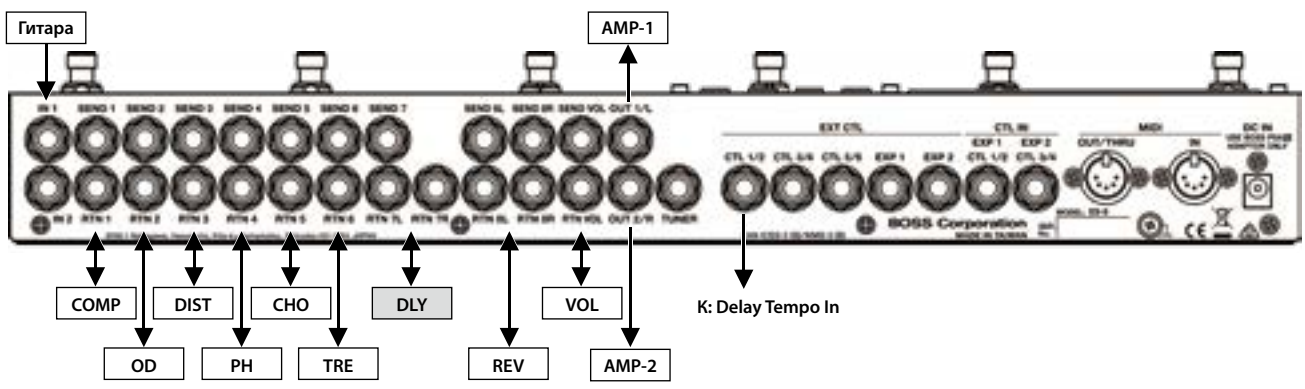 Гитара
AMP-1
IN 1 SEND 1 SEND 2 SEND 3 SEND 4 SEND 5 SEND 6 SEND 7 SEND 8L SEND 8R SEND VOL OUT 1/L
EXT CTL
CTL IN
MIDI
DC IN
EXP 1 EXP 2
OUT/THRU
IN
CTL 1/2 CTL 3/4 CTL 5/6 EXP 1 EXP 2 CTL 1/2 CTL 3/4
IN 2 RTN 1 RTN 2 RTN 3 RTN 4 RTN 5 RTN 6 RTN 7L RTN 7R RTN 8L RTN 8R RTN VOL OUT 2/R TUNER
BOSS Corporation
MADE IN TAIWAN
MODEL ES-8
CE
COMP
DIST
CHO
DLY
VOL
K: Delay Tempo In
OD
PH
TRE
REV
AMP-2